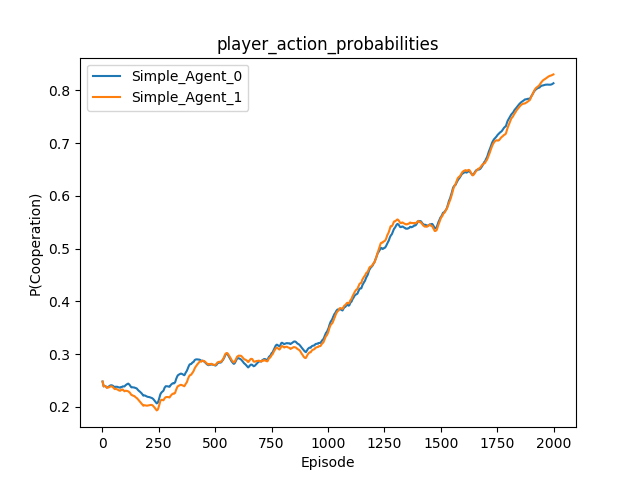 player_action_probabilities
Simple_Agent_0
Simple_Agent_1
P(Cooperation)
0.8
0.7
0.6
0.5
0.4
0.3
0.2
0 250 500 750 1000 1250 1500 1750 2000
Episode